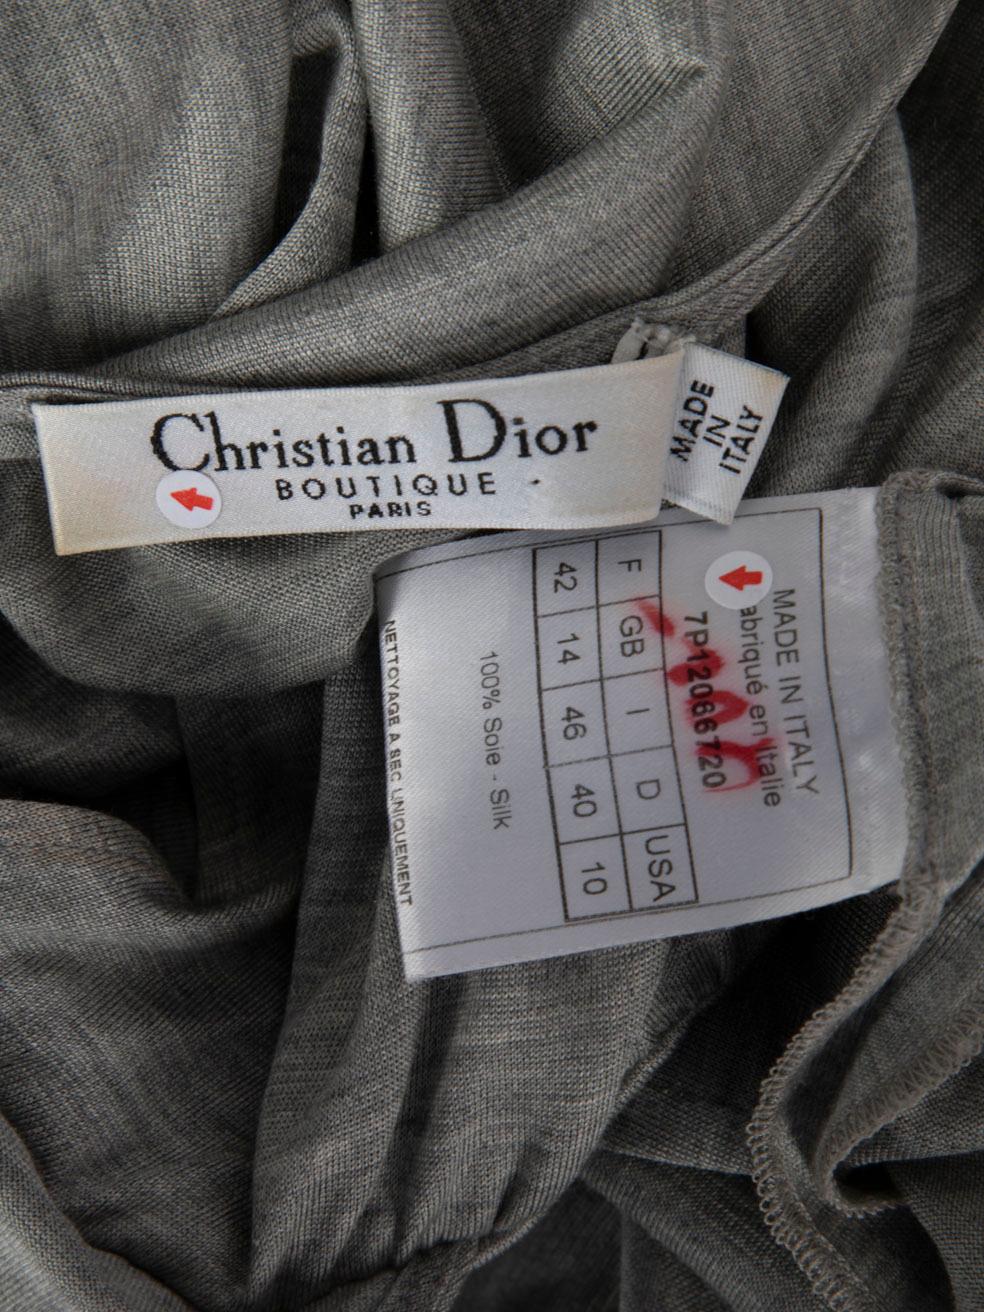 Christian Dior
BOUTIQUE
PARIS
MADE
IN
ITALY
MADE IN ITALY
abriqué en Italie
7P12066720
F GB I D USA
42 14 46 40 10
100% Soie - Silk
NETTOYAGE A SEC UNIQUEMENT